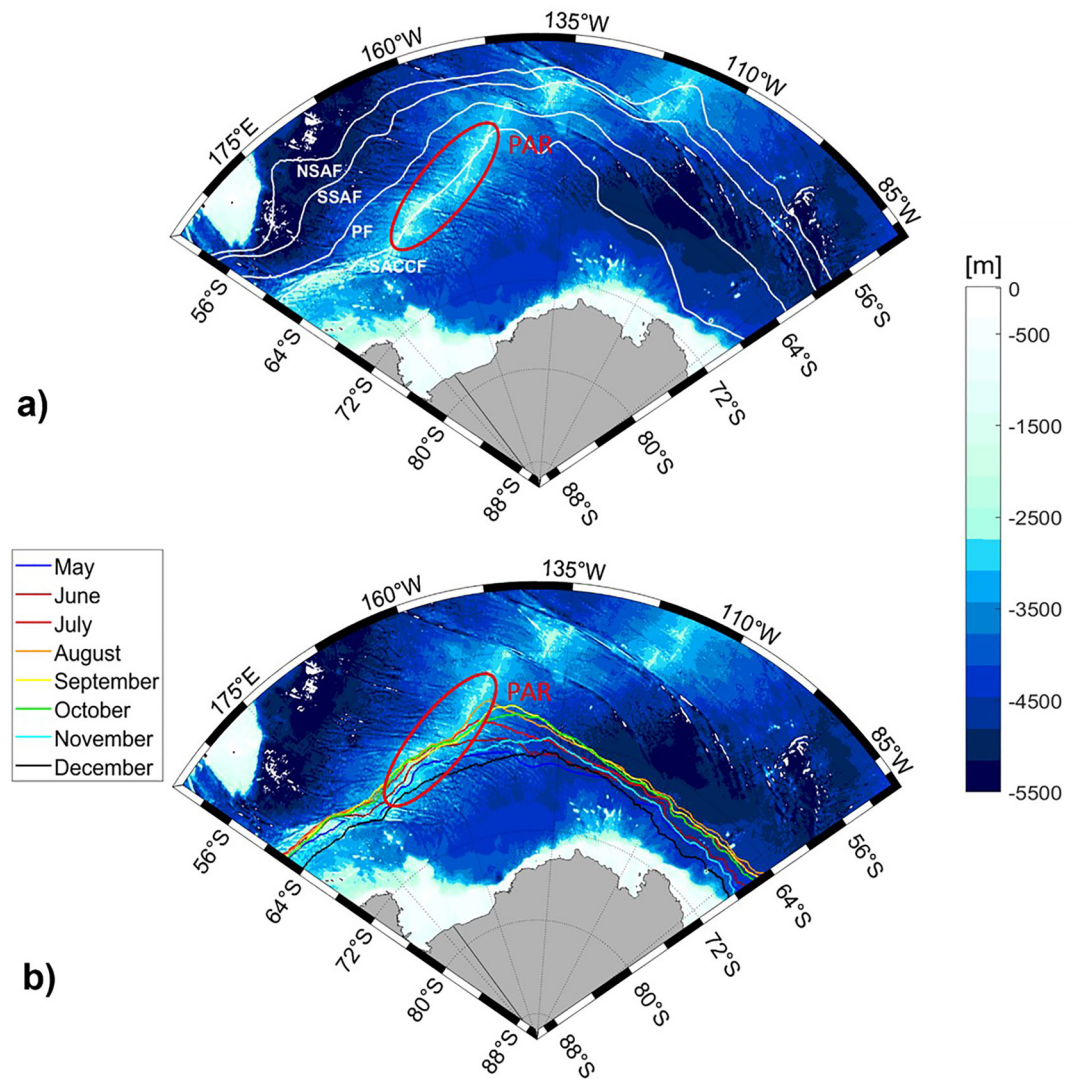 135°W
160°W
110°W
175°E
85°W
NSAF
SSAF
PF
SACCF
PAR
56°S
64°S
72°S
80°S
88°S
88°S
80°S
72°S
64°S
56°S
a)
[m]
0
-500
-1500
-2500
-3500
-4500
-5500
May
June
July
August
September
October
November
December
135°W
160°W
110°W
175°E
85°W
PAR
56°S
64°S
72°S
80°S
88°S
88°S
80°S
72°S
64°S
56°S
b)